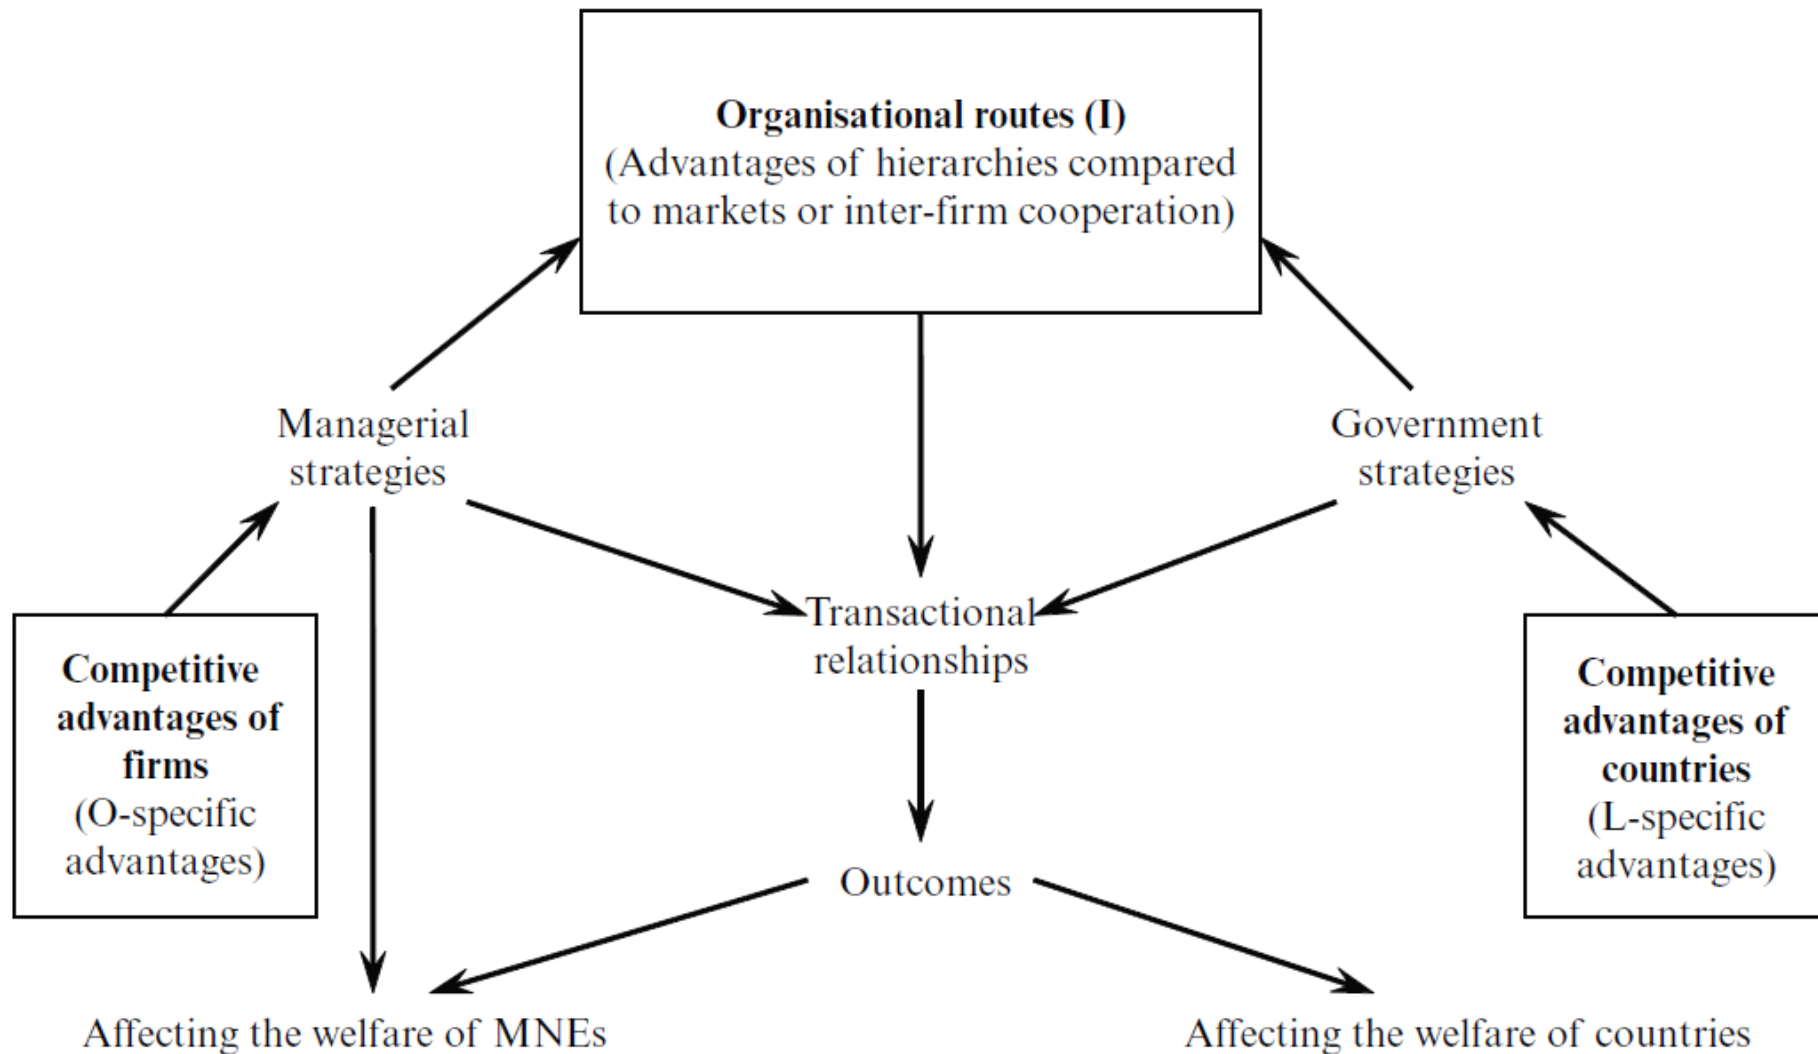 Organisational routes (I)
(Advantages of hierarchies compared
to markets or inter-firm cooperation)
Managerial
strategies
Government
strategies
Transactional
relationships
Competitive
advantages of
firms
(O-specific
advantages)
Competitive
advantages of
countries
(L-specific
advantages)
Outcomes
Affecting the welfare of MNEs
Affecting the welfare of countries